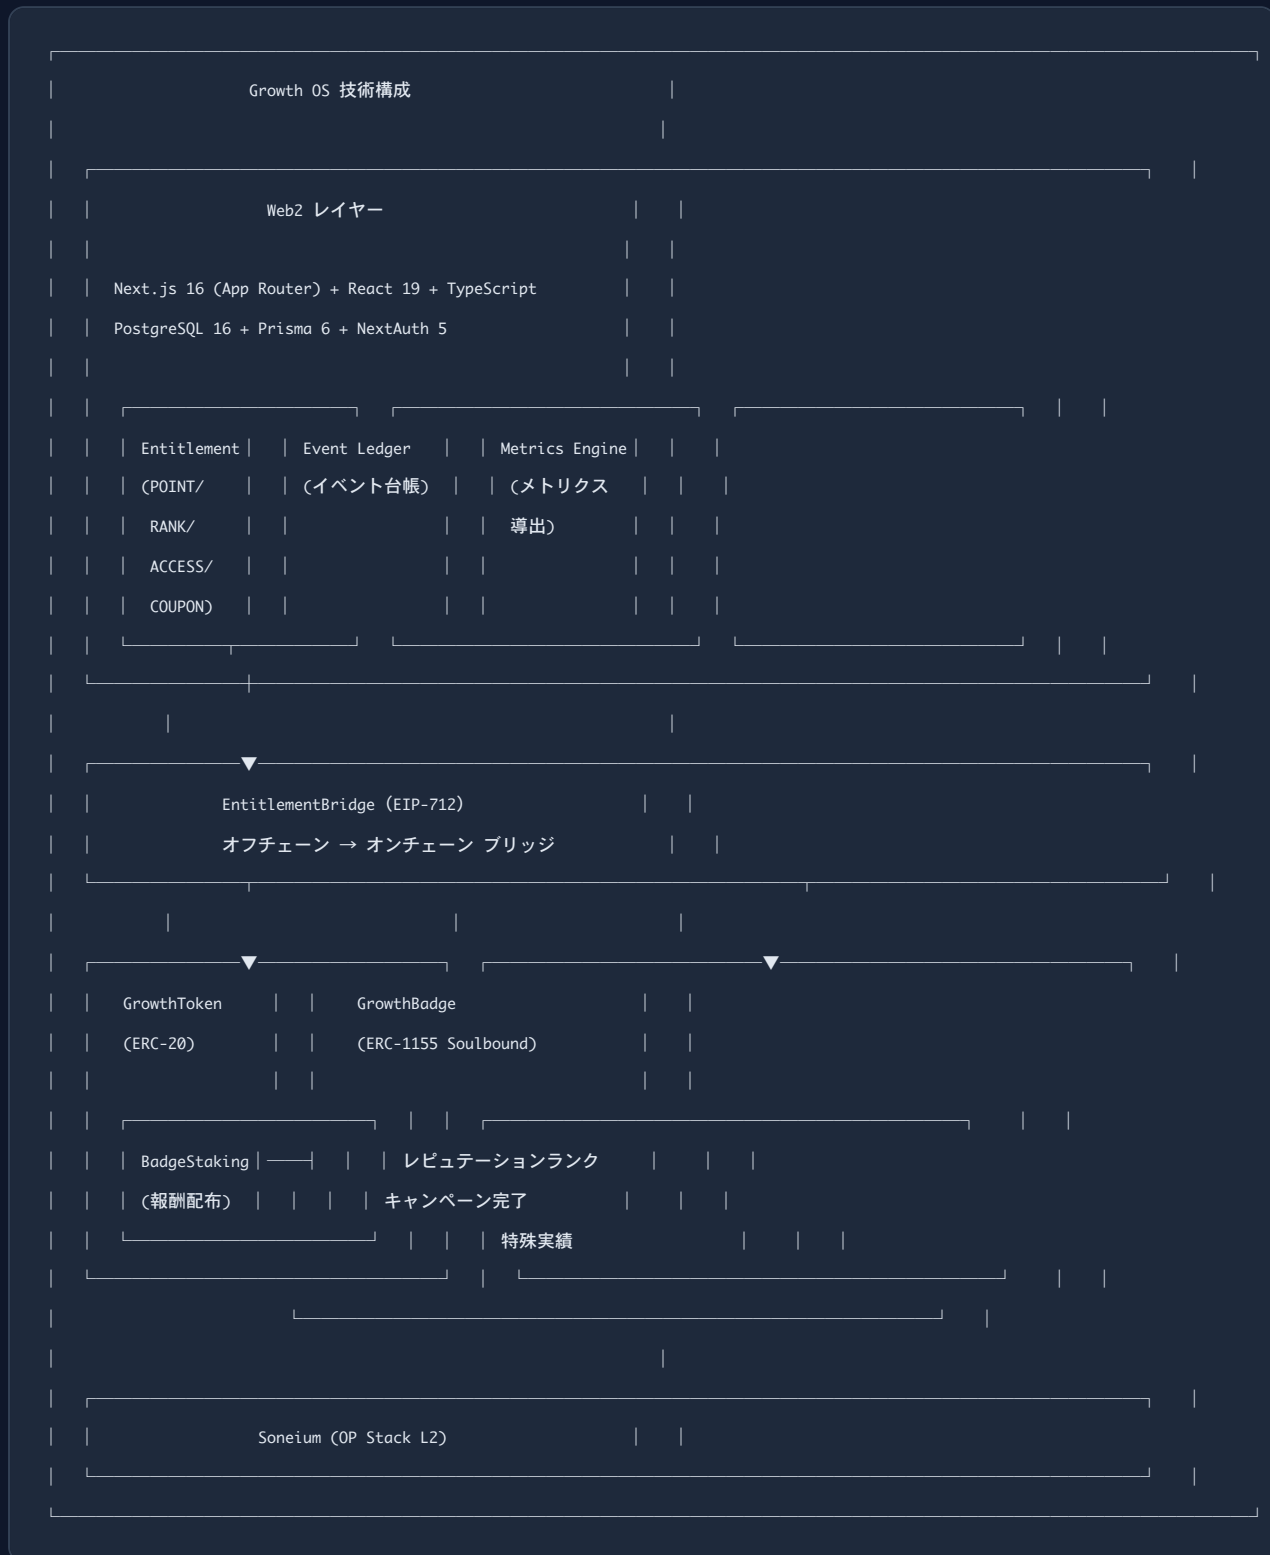 Growth OS 技術構成
Web2 レイヤー
Next.js 16 (App Router) + React 19 + TypeScript
PostgreSQL 16 + Prisma 6 + NextAuth 5
Entitlement Event Ledger Metrics Engine
(POINT/ (イベント台帳) (メトリクス
RANK/ 導出)
ACCESS/
COUPON)
EntitlementBridge (EIP-712)
オフチェーン → オンチェーン ブリッジ
GrowthToken GrowthBadge
(ERC-20) (ERC-1155 Soulbound)
BadgeStaking レピュテーションランク
(報酬配布) キャンペーン完了
特殊実績
Soneium (OP Stack L2)